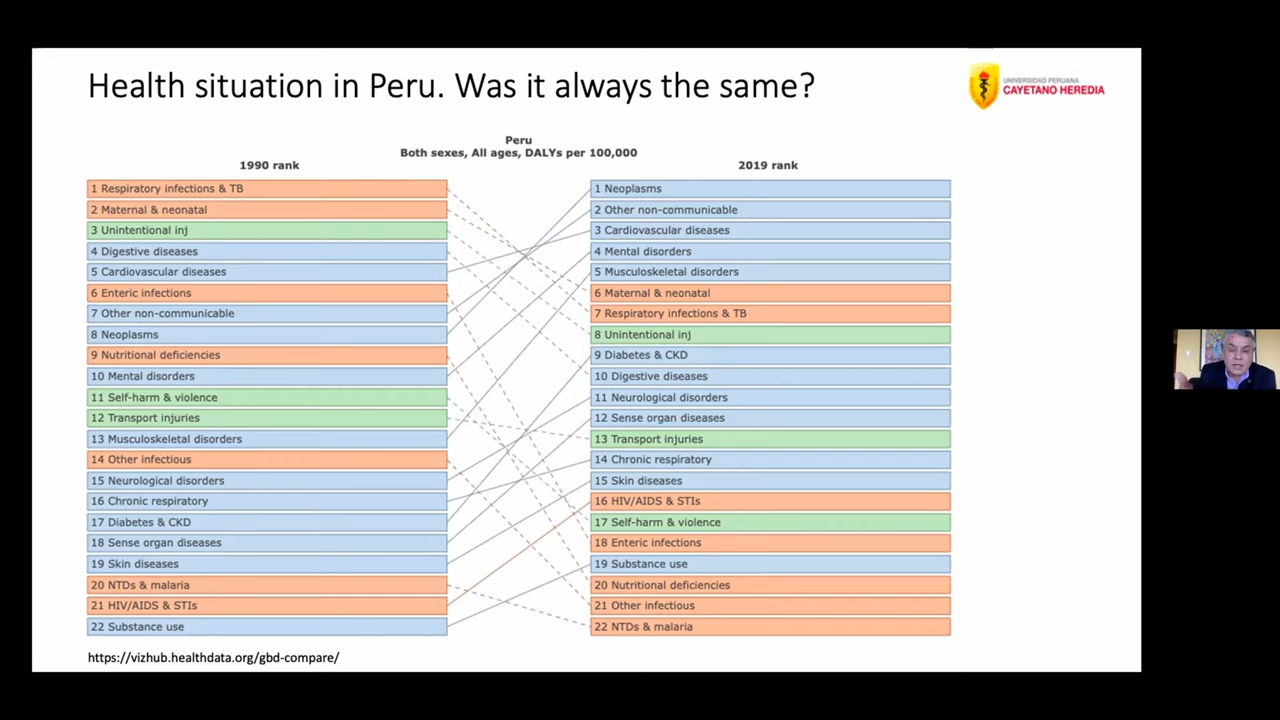 Health situation in Peru. Was it always the same?
UNIVERSIDAD PERUANA
CAYETANO HEREDIA
Peru
Both sexes, All ages, DALYs per 100,000
1990 rank
2019 rank
1 Respiratory infections & TB
2 Maternal & neonatal
3 Unintentional inj
4 Digestive diseases
5 Cardiovascular diseases
6 Enteric infections
7 Other non-communicable
8 Neoplasms
9 Nutritional deficiencies
10 Mental disorders
11 Self-harm & violence
12 Transport injuries
13 Musculoskeletal disorders
14 Other infectious
15 Neurological disorders
16 Chronic respiratory
17 Diabetes & CKD
18 Sense organ diseases
19 Skin diseases
20 NTDs & malaria
21 HIV/AIDS & STIs
22 Substance use
1 Neoplasms
2 Other non-communicable
3 Cardiovascular diseases
4 Mental disorders
5 Musculoskeletal disorders
6 Maternal & neonatal
7 Respiratory infections & TB
8 Unintentional inj
9 Diabetes & CKD
10 Digestive diseases
11 Neurological disorders
12 Sense organ diseases
13 Transport injuries
14 Chronic respiratory
15 Skin diseases
16 HIV/AIDS & STIs
17 Self-harm & violence
18 Enteric infections
19 Substance use
20 Nutritional deficiencies
21 Other infectious
22 NTDs & malaria
https://vizhub.healthdata.org/gbd-compare/